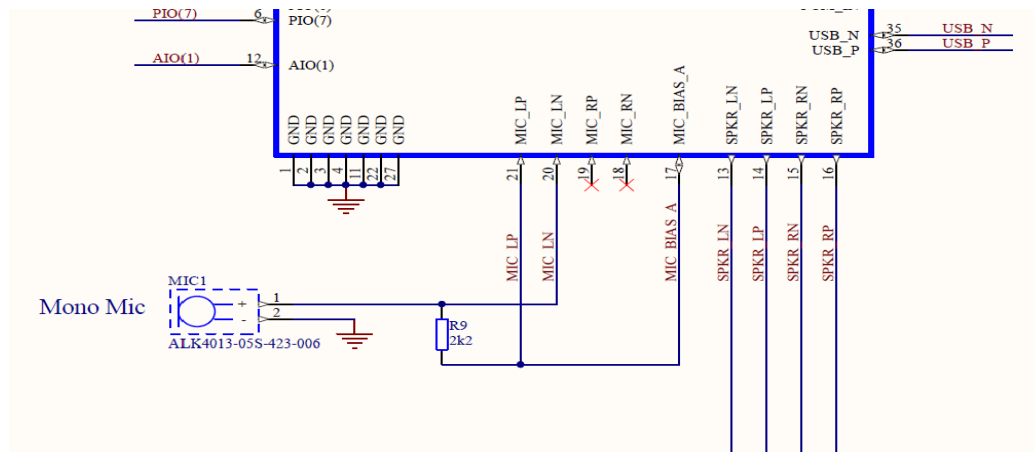 PIO(7)
6
PIO(7)
AIO(1)
12
AIO(1)
35
USB_N
USB_N
36
USB_P
USB_P
GND
GND
GND
GND
GND
GND
GND
MIC_LP
MIC_LN
MIC_RP
MIC_RN
MIC_BIAS_A
SPKR_LN
SPKR_LP
SPKR_RN
SPKR_RP
1
2
3
4
11
22
27
21
20
19
18
17
13
14
15
16
MIC_LP
MIC_LN
MIC_BIAS_A
SPKR_LN
SPKR_LP
SPKR_RN
SPKR_RP
Mono Mic
MIC1
+
1
-
2
ALK4013-05S-423-006
R9
2k2